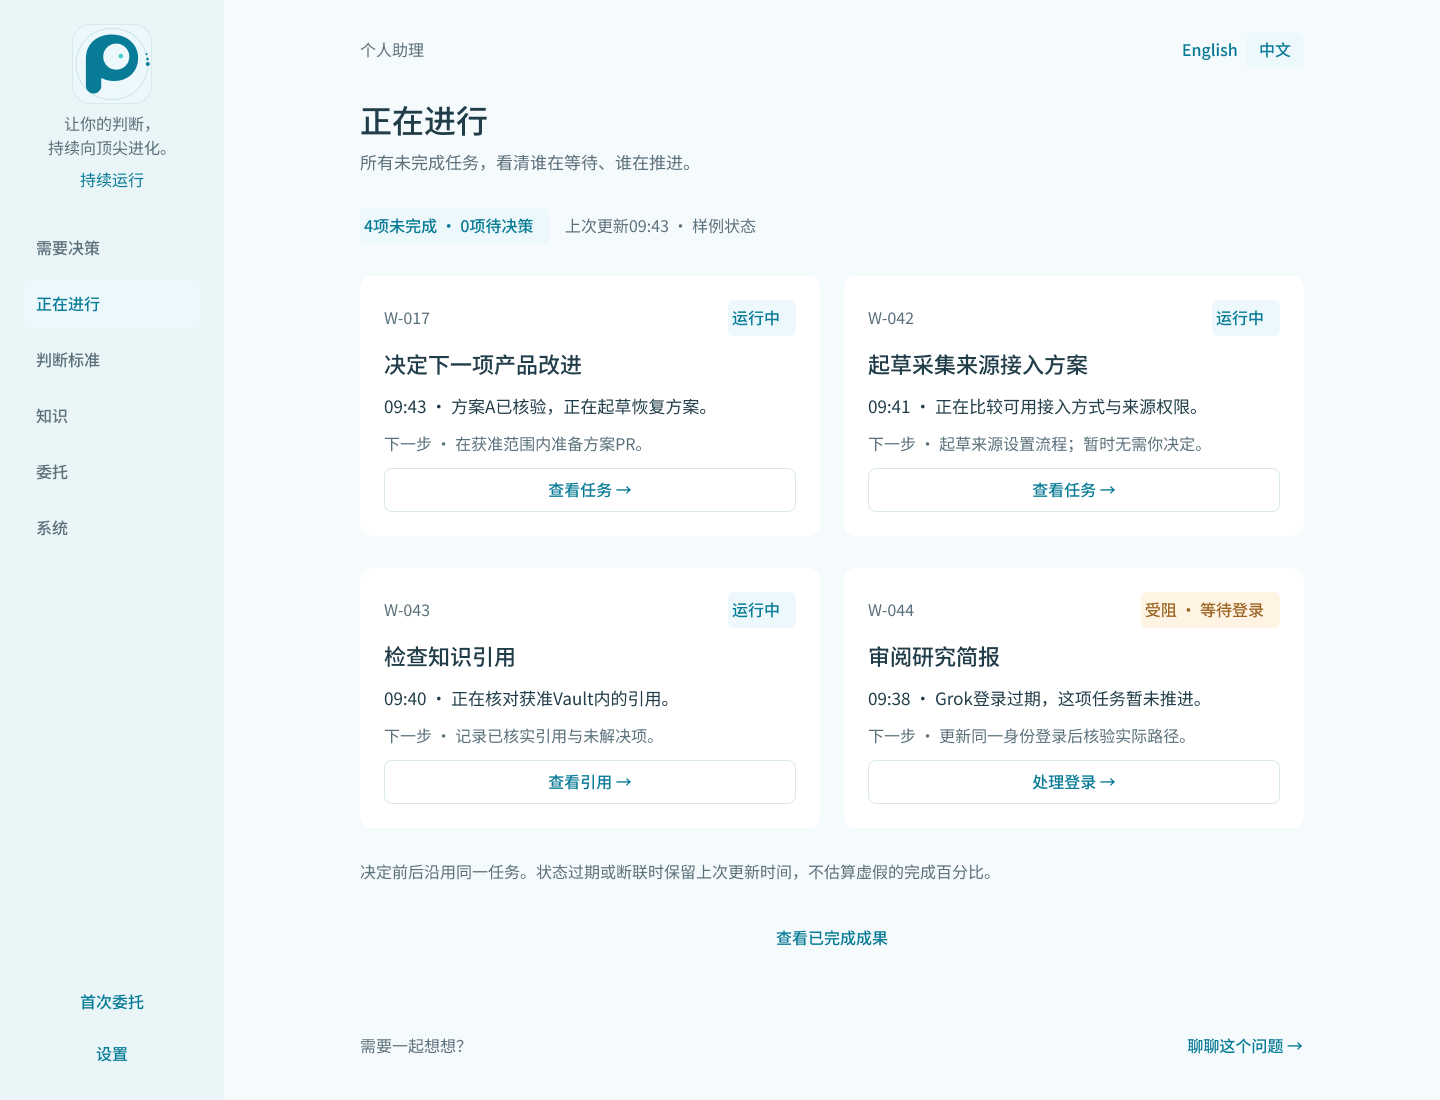 让你的判断，
持续向顶尖进化。
持续运行
需要决策
正在进行
判断标准
知识
委托
系统
首次委托
设置
个人助理
English 中文
正在进行
所有未完成任务，看清谁在等待、谁在推进。
4项未完成 · 0项待决策 上次更新09:43 · 样例状态
W-017 运行中
决定下一项产品改进
09:43 · 方案A已核验，正在起草恢复方案。
下一步 · 在获准范围内准备方案PR。
查看任务 →
W-042 运行中
起草采集来源接入方案
09:41 · 正在比较可用接入方式与来源权限。
下一步 · 起草来源设置流程；暂时无需你决定。
查看任务 →
W-043 运行中
检查知识引用
09:40 · 正在核对获准Vault内的引用。
下一步 · 记录已核实引用与未解决项。
查看引用 →
W-044 受阻 · 等待登录
审阅研究简报
09:38 · Grok登录过期，这项任务暂未推进。
下一步 · 更新同一身份登录后核验实际路径。
处理登录 →
决定前后沿用同一任务。状态过期或断联时保留上次更新时间，不估算虚假的完成百分比。
查看已完成成果
需要一起想想？ 聊聊这个问题 →